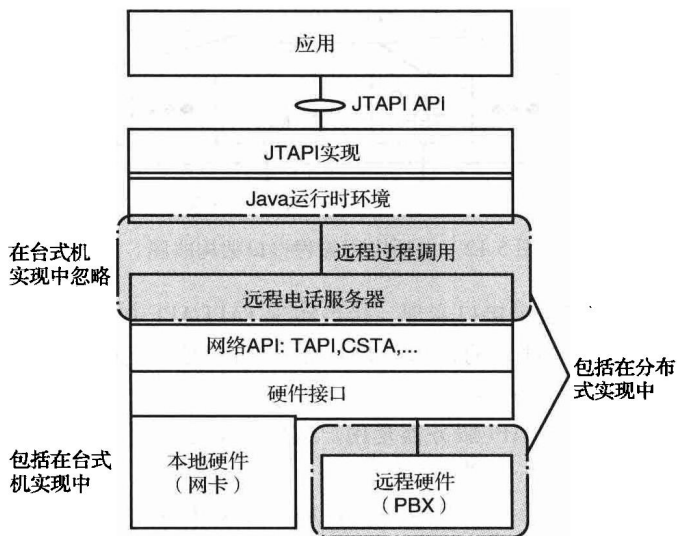 应用
JTAPI API
JTAPI实现
Java运行时环境
在台式机
实现中忽略
远程过程调用
远程电话服务器
网络API: TAPI,CSTA,...
包括在分布
式实现中
硬件接口
包括在台式
机实现中
本地硬件
（网卡）
远程硬件
（PBX）